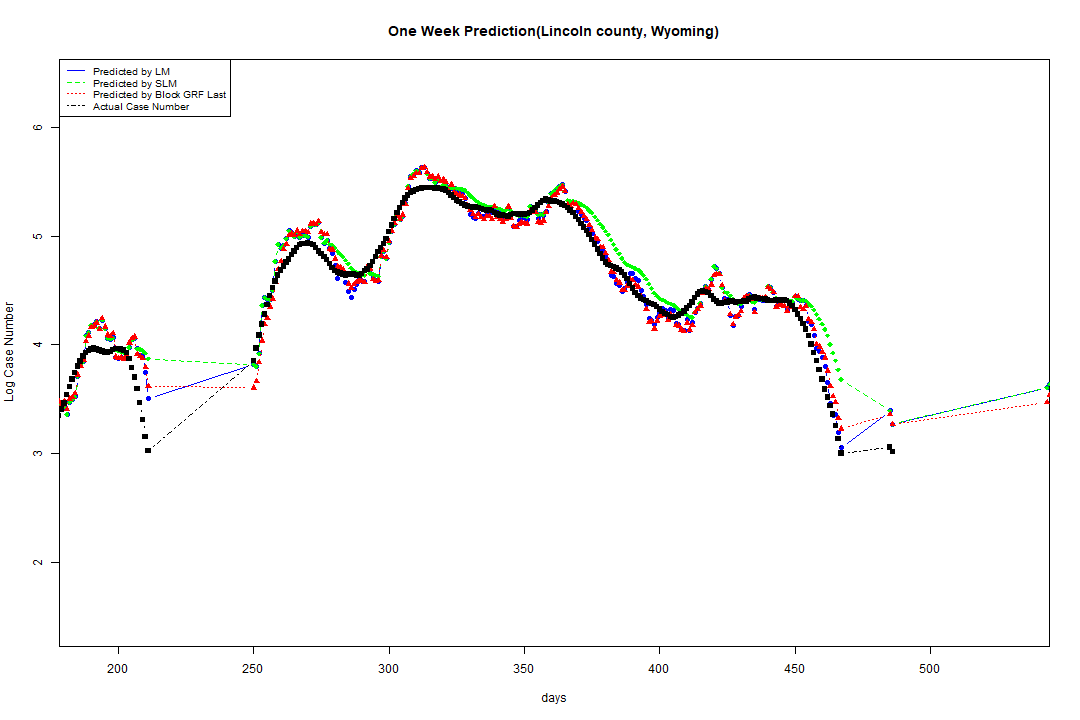 One Week Prediction(Lincoln county, Wyoming)
Predicted by LM
Predicted by SLM
Predicted by Block GRF Last
Actual Case Number
Log Case Number
6
5
4
3
2
200 250 300 350 400 450 500
days